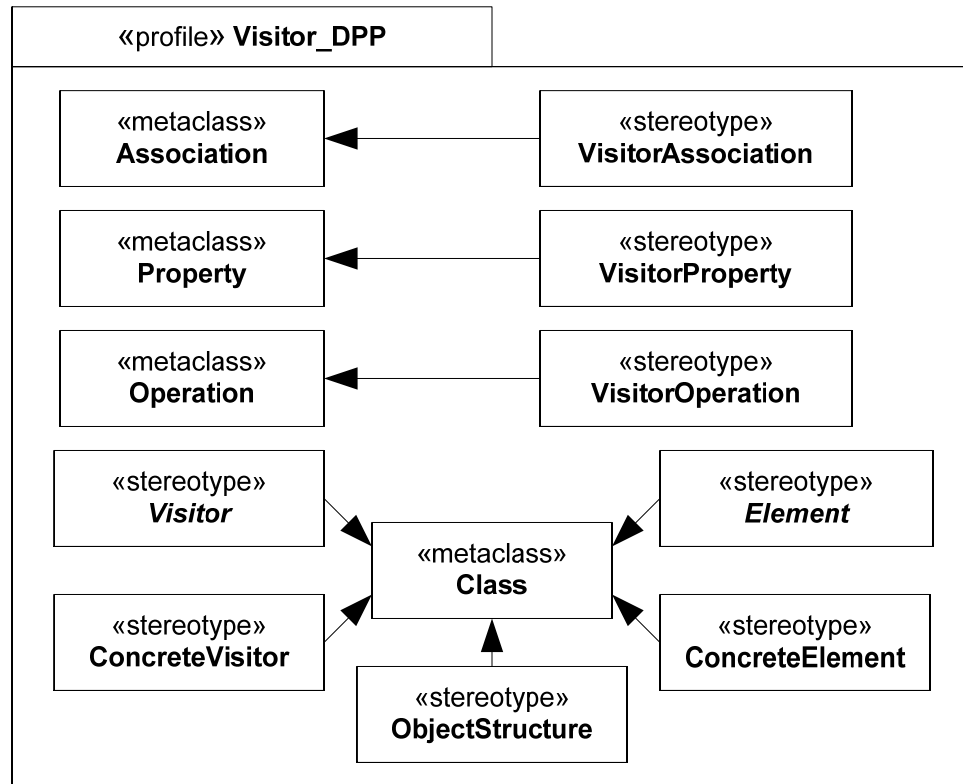 «profile» Visitor_DPP
«metaclass»
Association
«stereotype»
VisitorAssociation
«metaclass»
Property
«stereotype»
VisitorProperty
«metaclass»
Operation
«stereotype»
VisitorOperation
«stereotype»
Visitor
«stereotype»
Element
«metaclass»
Class
«stereotype»
ConcreteVisitor
«stereotype»
ConcreteElement
«stereotype»
ObjectStructure